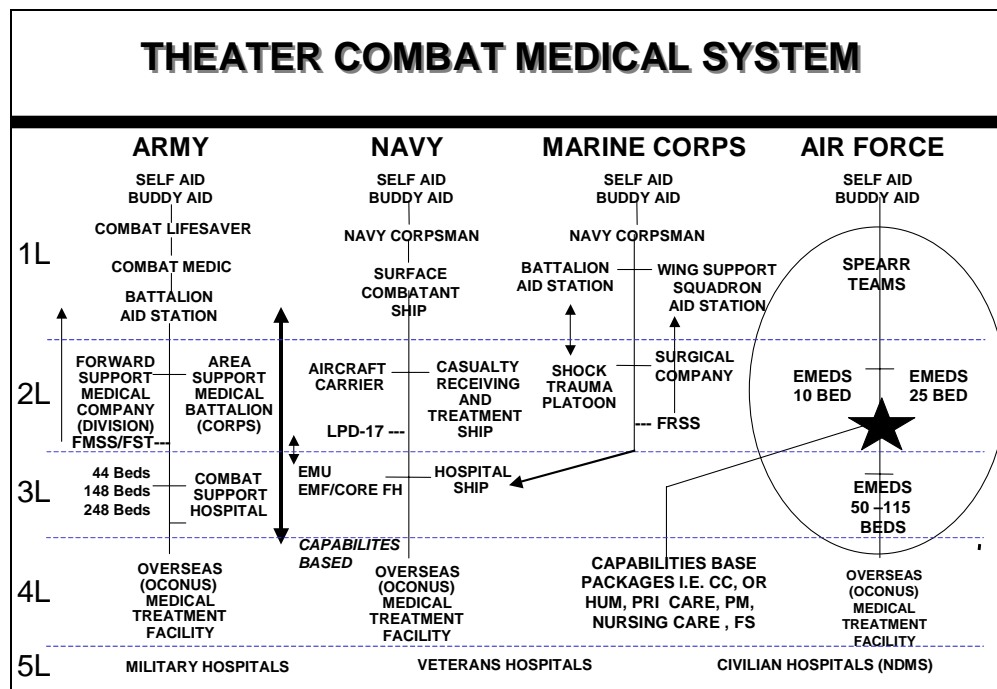 THEATER COMBAT MEDICAL SYSTEM
ARMY
NAVY
MARINE CORPS
AIR FORCE
1L
SELF AID
BUDDY AID
COMBAT LIFESAVER
COMBAT MEDIC
BATTALION
AID STATION
SELF AID
BUDDY AID
NAVY CORPSMAN
SURFACE
COMBATANT
SHIP
SELF AID
BUDDY AID
NAVY CORPSMAN
BATTALION
AID STATION
WING SUPPORT
SQUADRON
AID STATION
SELF AID
BUDDY AID
SPEARR
TEAMS
2L
FORWARD
SUPPORT
MEDICAL
COMPANY
(DIVISION)
FMSS/FST---
AREA
SUPPORT
MEDICAL
BATTALION
(CORPS)
AIRCRAFT
CARRIER
LPD-17 ---
CASUALTY
RECEIVING
AND
TREATMENT
SHIP
SHOCK
TRAUMA
PLATOON
SURGICAL
COMPANY
--- FRSS
EMEDS
10 BED
EMEDS
25 BED
3L
44 Beds
148 Beds
248 Beds
COMBAT
SUPPORT
HOSPITAL
EMU
EMF/CORE FH
HOSPITAL
SHIP
EMEDS
50 –115
BEDS
CAPABILITES
BASED
4L
OVERSEAS
(OCONUS)
MEDICAL
TREATMENT
FACILITY
OVERSEAS
(OCONUS)
MEDICAL
TREATMENT
FACILITY
CAPABILITIES BASE
PACKAGES I.E. CC, OR
HUM, PRI CARE, PM,
NURSING CARE , FS
OVERSEAS
(OCONUS)
MEDICAL
TREATMENT
FACILITY
5L
MILITARY HOSPITALS
VETERANS HOSPITALS
CIVILIAN HOSPITALS (NDMS)